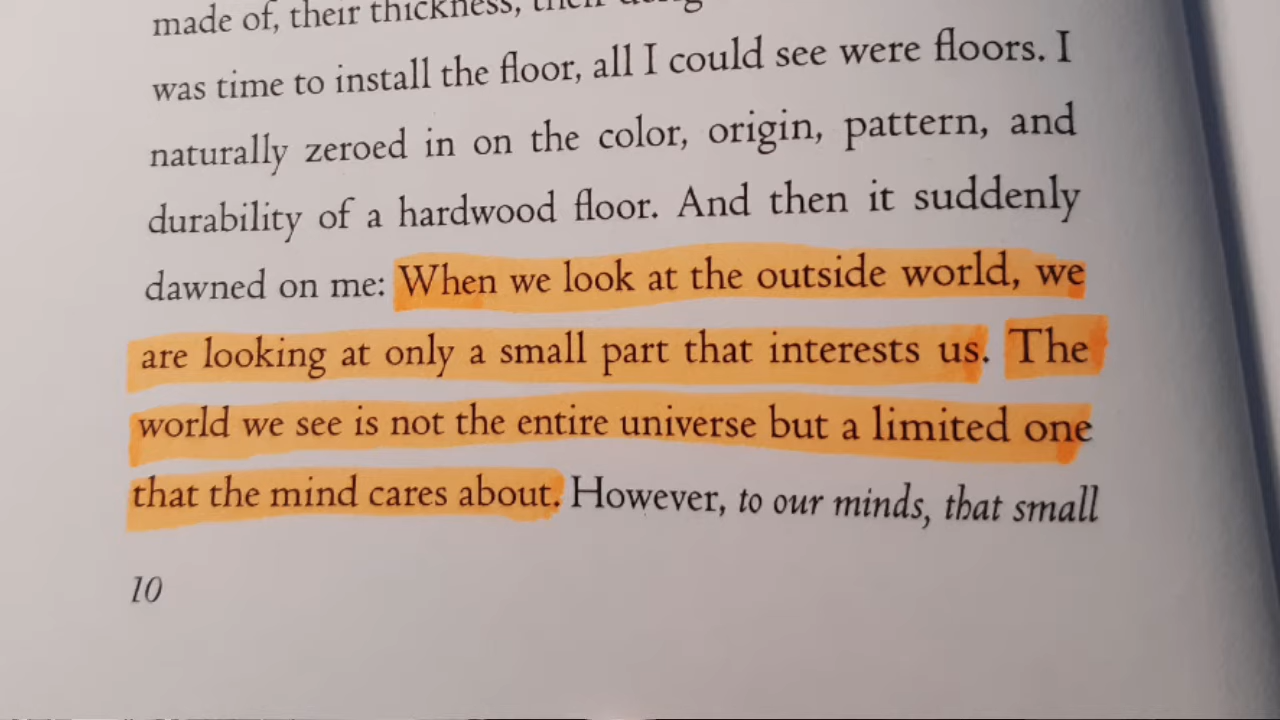 made of, their thickness, their
was time to install the floor, all I could see were floors. I
naturally zeroed in on the color, origin, pattern, and
durability of a hardwood floor. And then it suddenly
dawned on me: When we look at the outside world, we
are looking at only a small part that interests us. The
world we see is not the entire universe but a limited one
that the mind cares about. However, to our minds, that small
10